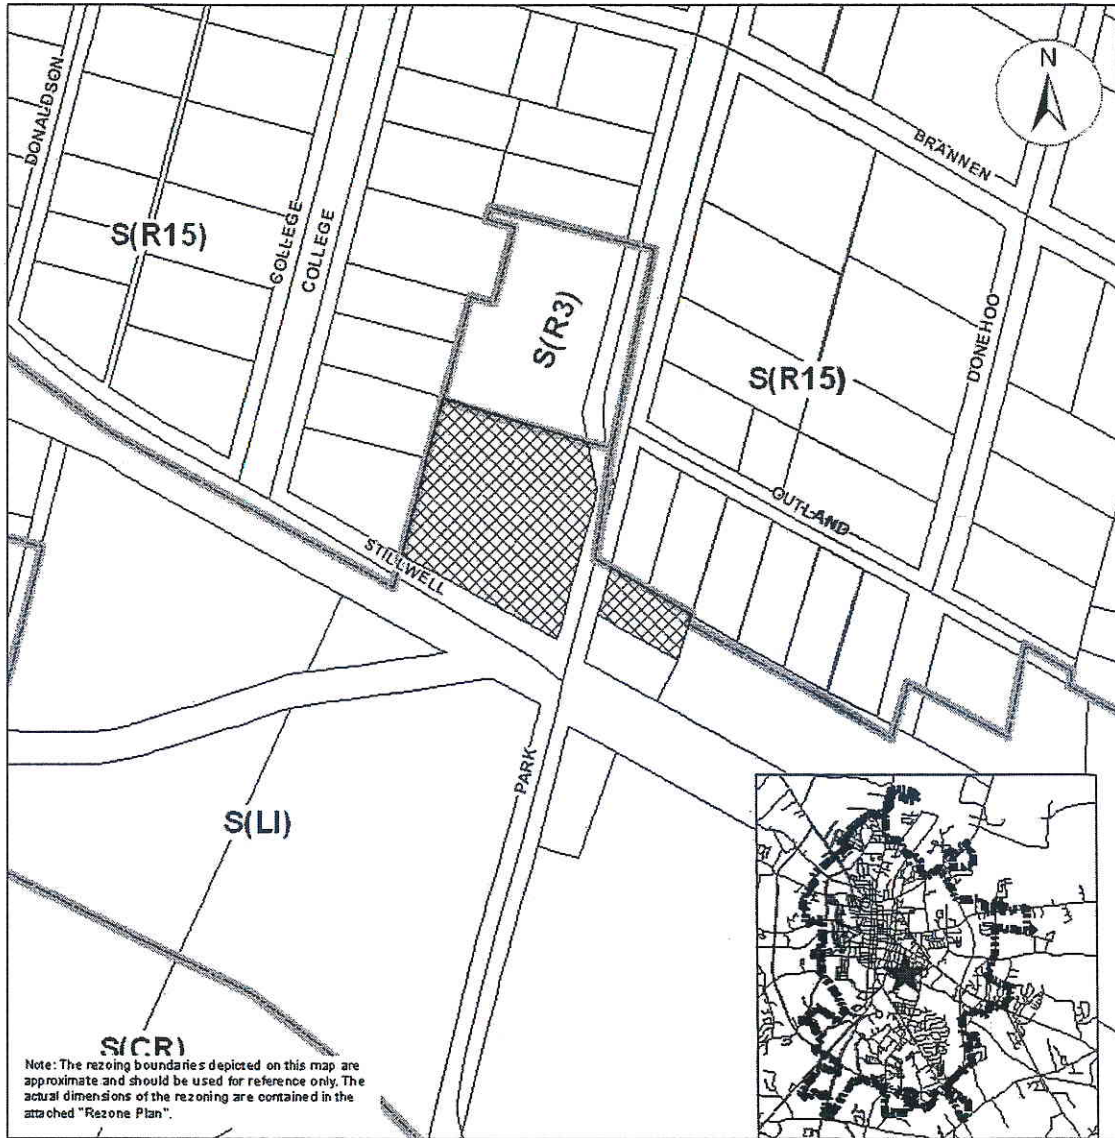 N
DONALDSON
BRANNEN
S(R15)
COLLEGE
COLLEGE
S(R3)
S(R15)
DONEHOO
OUTLAND
STILLWELL
PARK
S(LI)
S(CR)
Note: The rezoing boundaries depicted on this map are
approximate and should be used for reference only. The
actual dimensions of the rezoning are contained in the
attached "Rezone Plan".